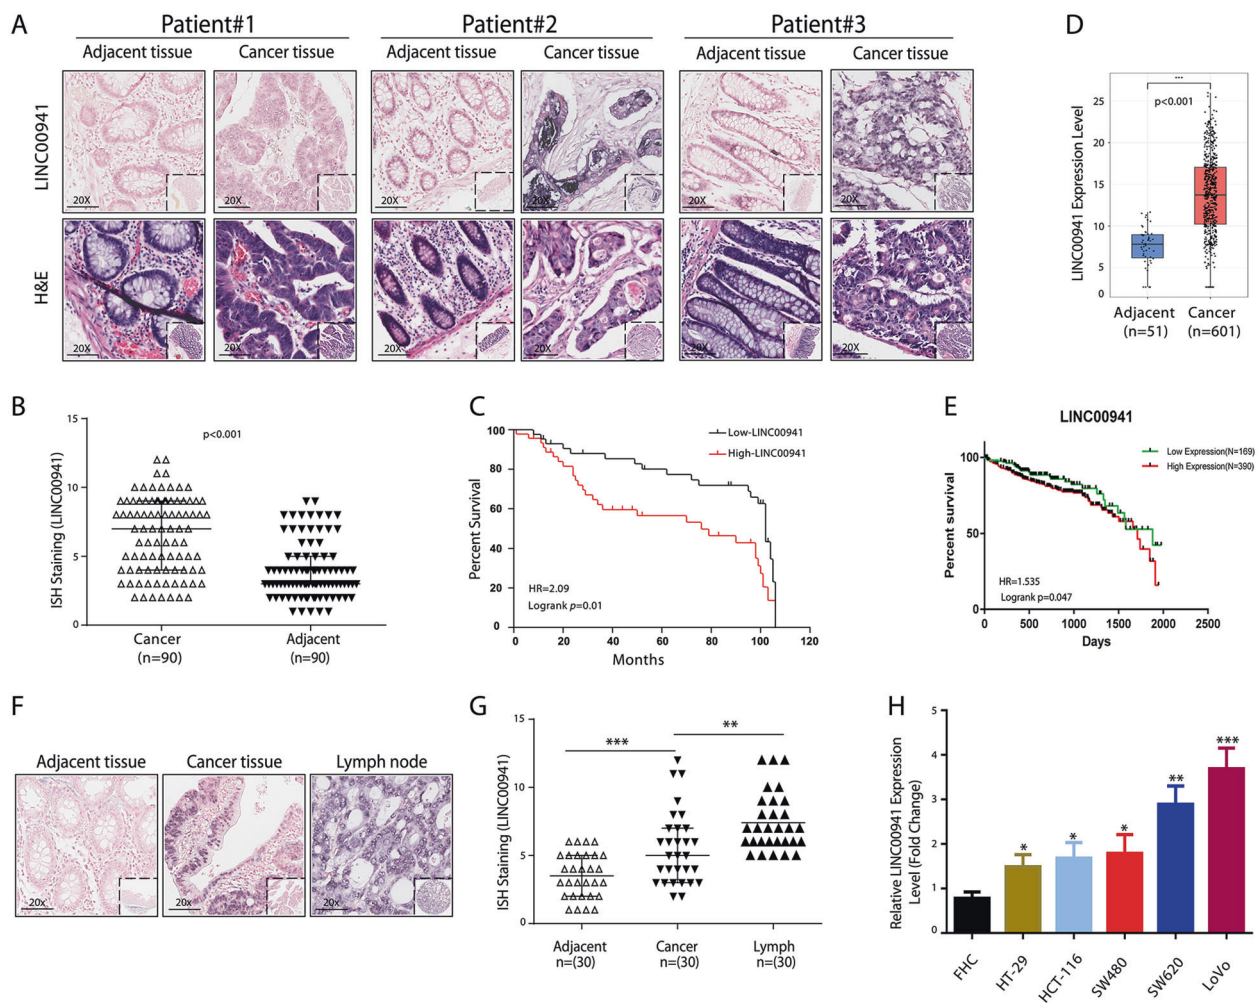 A
Patient#1
Patient#2
Patient#3
Adjacent tissue
Cancer tissue
Adjacent tissue
Cancer tissue
Adjacent tissue
Cancer tissue
LINC00941
20X
20X
20X
20X
20X
20X
H&E
20X
20X
20X
20X
20X
20X
D
LINC00941 Expression Level
25
20
15
10
5
0
***
p<0.001
Adjacent
(n=51)
Cancer
(n=601)
B
ISH Staining (LINC00941)
15
10
5
0
p<0.001
Cancer
(n=90)
Adjacent
(n=90)
C
Percent Survival
100
80
60
40
20
0
Low-LINC00941
High-LINC00941
HR=2.09
Logrank p=0.01
0 20 40 60 80 100 120
Months
E
LINC00941
Percent survival
100
50
0
Low Expression(N=169)
High Expression(N=390)
HR=1.535
Logrank p=0.047
0 500 1000 1500 2000 2500
Days
F
Adjacent tissue
Cancer tissue
Lymph node
20x
20x
20x
G
ISH Staining (LINC00941)
15
10
5
0
***
**
Adjacent
n=(30)
Cancer
n=(30)
Lymph
n=(30)
H
Relative LINC00941 Expression
Level (Fold Change)
5
4
3
2
1
0
*
*
*
**
***
FHC
HT-29
HCT-116
SW480
SW620
LoVo